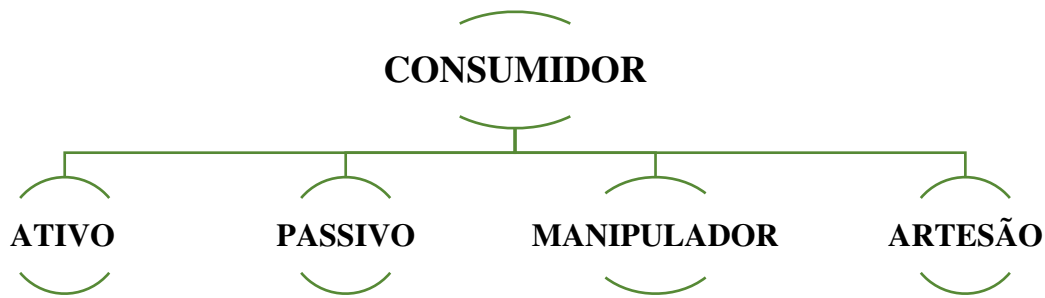 CONSUMIDOR
ATIVO
PASSIVO
MANIPULADOR
ARTESÃO